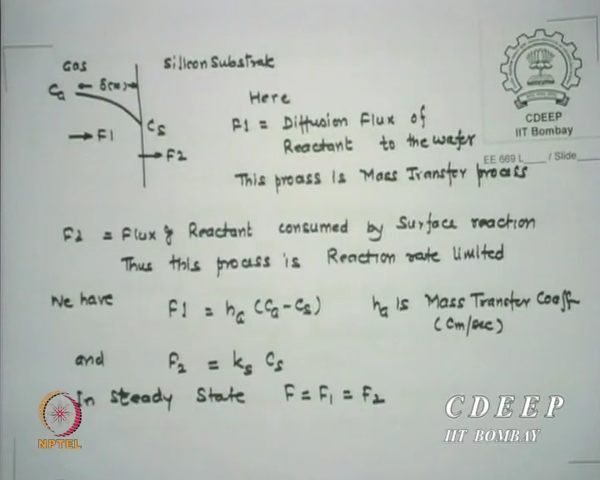 Gas Silicon Substrate
← δ(x) →
CG
CS
→ F1
→ F2
Here
F1 = Diffusion Flux of
Reactant to the wafer
This process is Mass Transfer process
CDEEP
IIT Bombay
EE 669 L____ / Slide____
F2 = Flux of Reactant consumed by Surface reaction
Thus this process is Reaction rate limited
We have F1 = hG (CG - CS) hG is Mass Transfer Coeff
(cm/sec)
and F2 = ks Cs
In steady State F = F1 = F2
NPTEL
CDEEP
IIT BOMBAY